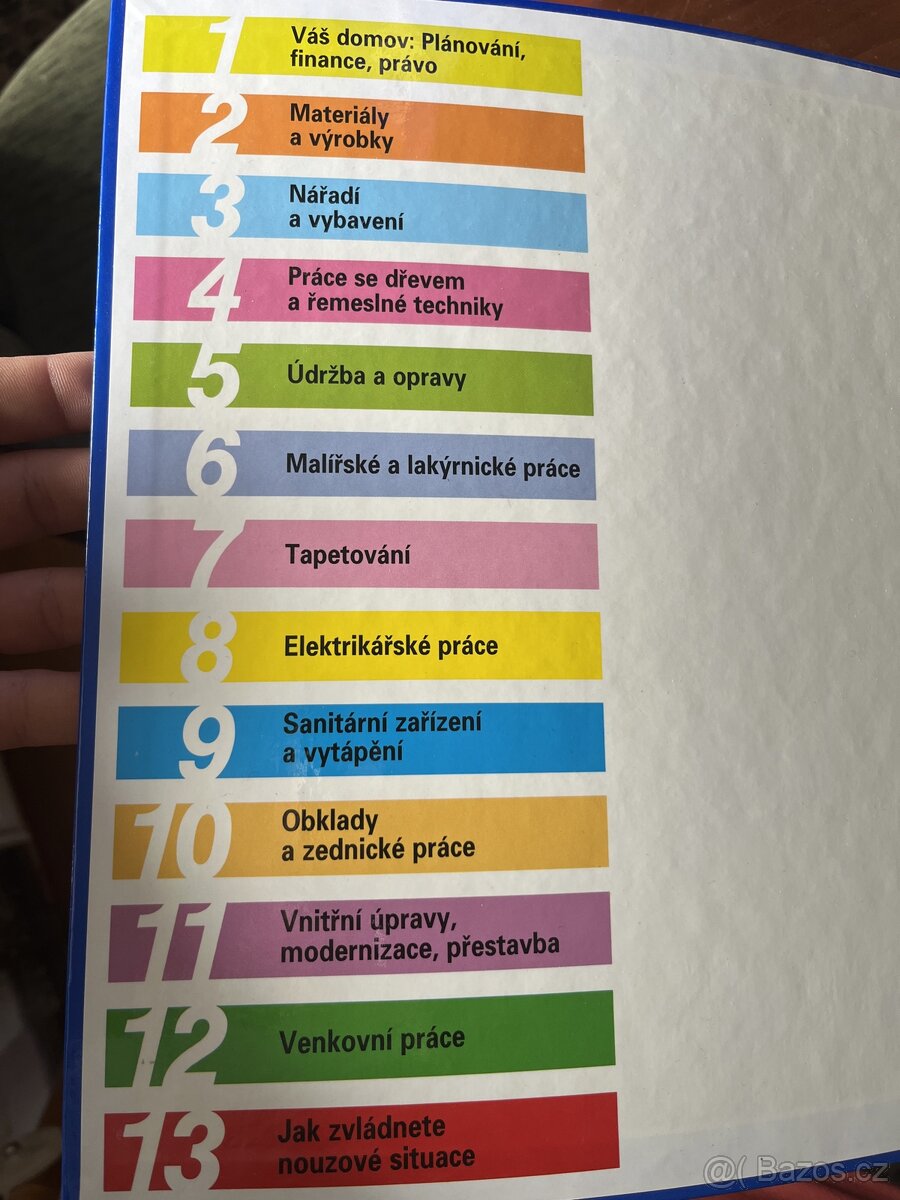 1
Váš domov: Plánování,
finance, právo
2
Materiály
a výrobky
3
Nářadí
a vybavení
4
Práce se dřevem
a řemeslné techniky
5
Údržba a opravy
6
Malířské a lakýrnické práce
7
Tapetování
8
Elektrikářské práce
9
Sanitární zařízení
a vytápění
10
Obklady
a zednické práce
11
Vnitřní úpravy,
modernizace, přestavba
12
Venkovní práce
13
Jak zvládnete
nouzové situace
@( Bazos.cz